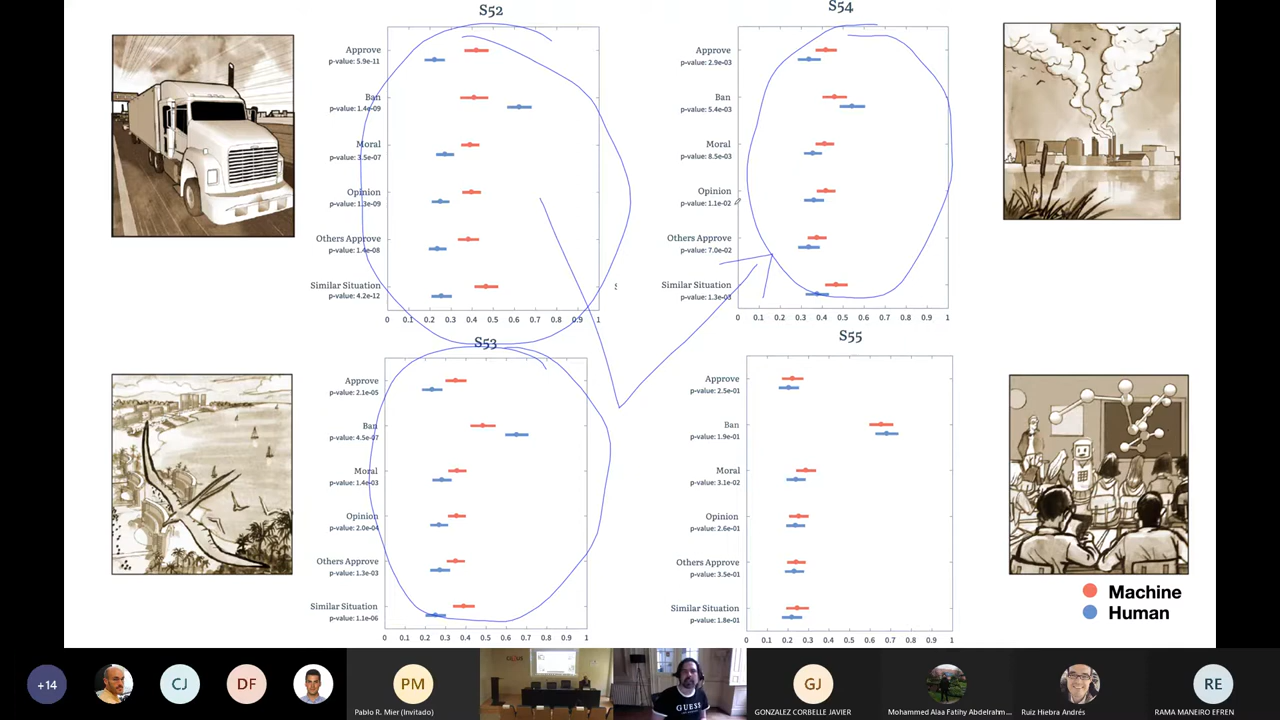 S52
Approve
p-value: 5.9e-11
Ban
p-value: 1.4e-09
Moral
p-value: 3.5e-07
Opinion
p-value: 1.3e-09
Others Approve
p-value: 1.4e-08
Similar Situation
p-value: 4.2e-12
0 0.1 0.2 0.3 0.4 0.5 0.6 0.7 0.8 0.9 1
S54
Approve
p-value: 2.9e-03
Ban
p-value: 5.4e-03
Moral
p-value: 8.5e-03
Opinion
p-value: 1.1e-02
Others Approve
p-value: 7.0e-02
Similar Situation
p-value: 1.3e-03
0 0.1 0.2 0.3 0.4 0.5 0.6 0.7 0.8 0.9 1
S53
Approve
p-value: 2.1e-05
Ban
p-value: 4.5e-07
Moral
p-value: 1.4e-03
Opinion
p-value: 2.0e-04
Others Approve
p-value: 1.3e-03
Similar Situation
p-value: 1.1e-06
0 0.1 0.2 0.3 0.4 0.5 0.6 0.7 0.8 0.9 1
S55
Approve
p-value: 2.5e-01
Ban
p-value: 1.9e-01
Moral
p-value: 3.1e-02
Opinion
p-value: 2.6e-01
Others Approve
p-value: 3.5e-01
Similar Situation
p-value: 1.8e-01
0 0.1 0.2 0.3 0.4 0.5 0.6 0.7 0.8 0.9 1
Machine
Human
+14
CJ
DF
PM
Pablo R. Mier (Invitado)
GUESS
GJ
GONZALEZ CORBELLE JAVIER
Mohammed Alaa Fatihy Abdelrahm...
Ruiz Hiebra Andrés
RE
RAMA MANEIRO EFREN